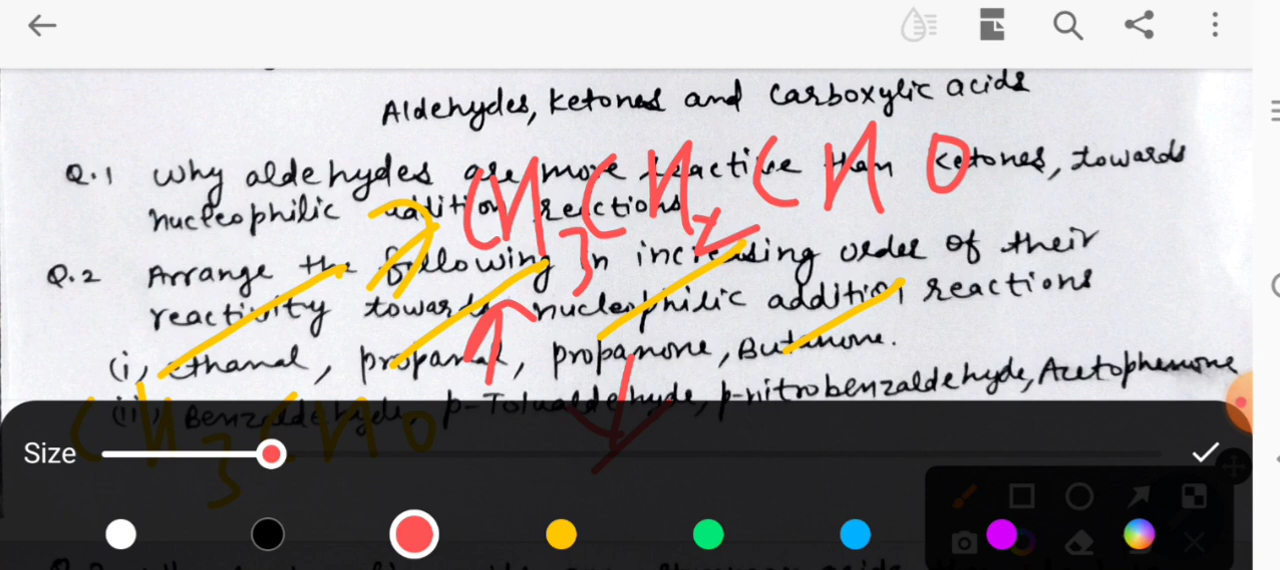 Aldehydes, Ketones and Carboxylic acids
Q.1 why aldehydes are more reactive than ketones, towards
nucleophilic addition reactions
CH3CH2CHO
Q.2 Arrange the following in increasing order of their
reactivity towards nucleophilic addition reactions
(i) ethanal, propanal, propanone, Butanone.
(ii) Benzaldehyde, p-Tolualdehyde, p-nitrobenzaldehyde, Acetophenone
CH3CHO
Size